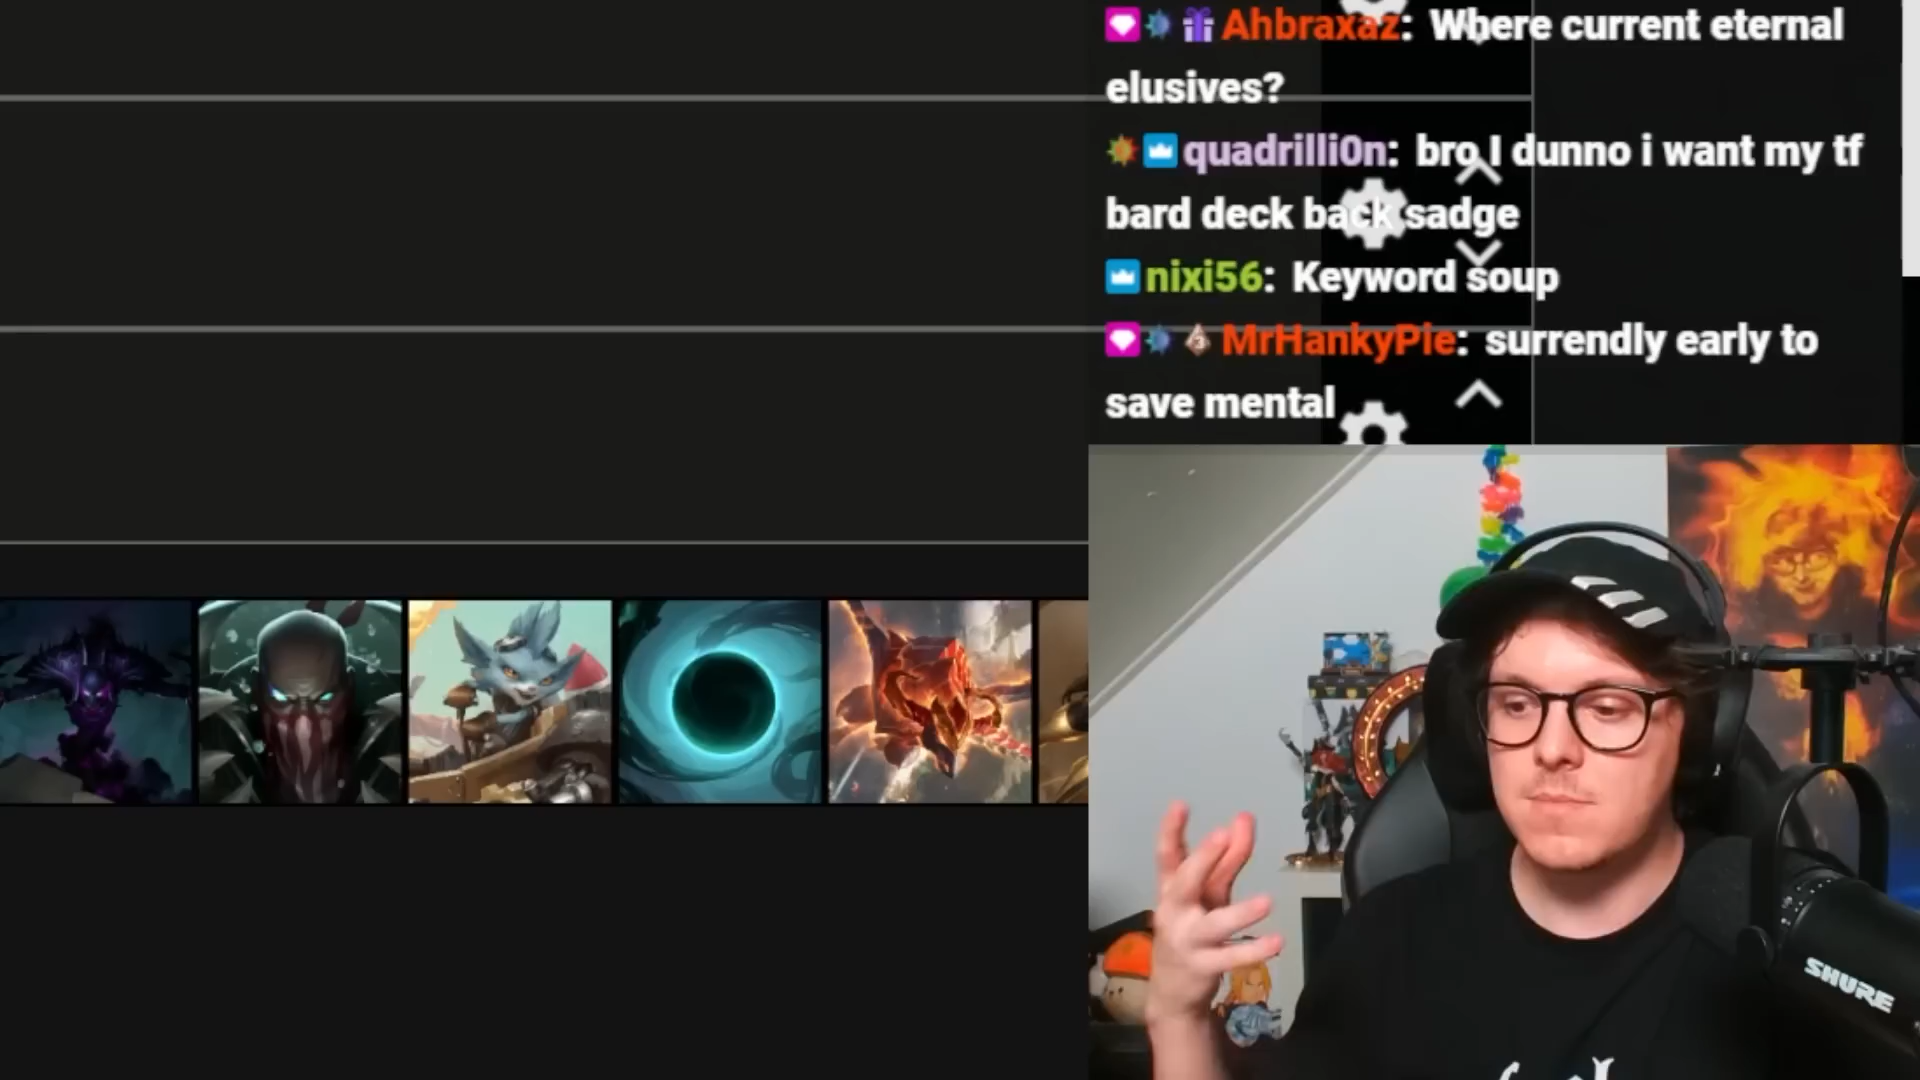 Ahbraxaz: Where current eternal
elusives?
quadrilli0n: bro I dunno i want my tf
bard deck back sadge
nixi56: Keyword soup
MrHankyPie: surrendly early to
save mental
SHURE